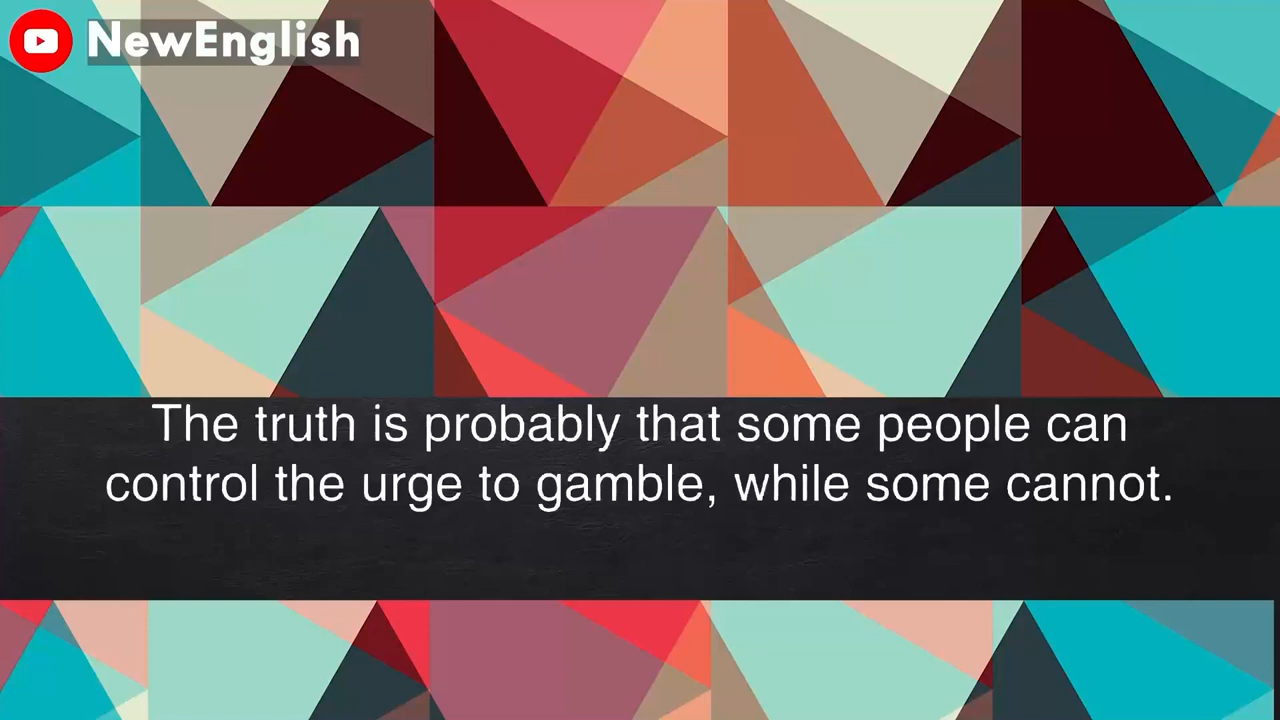 NewEnglish
The truth is probably that some people can
control the urge to gamble, while some cannot.